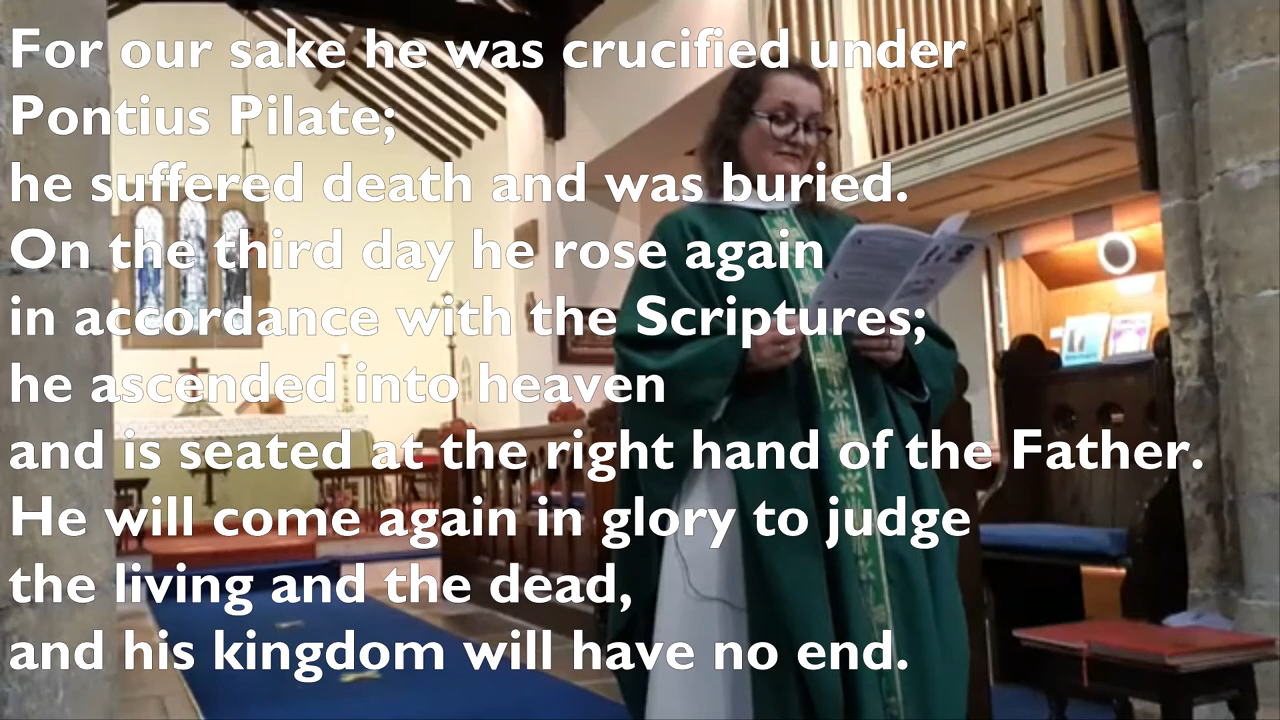 For our sake he was crucified under
Pontius Pilate;
he suffered death and was buried.
On the third day he rose again
in accordance with the Scriptures;
he ascended into heaven
and is seated at the right hand of the Father.
He will come again in glory to judge
the living and the dead,
and his kingdom will have no end.